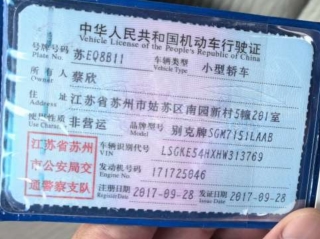 中华人民共和国机动车行驶证
Vehicle License of the People's Republic of China
号牌号码 苏EQ8B11 车辆类型 小型轿车
Plate No. Vehicle Type
所有人 蔡欣
Owner
住址 江苏省苏州市姑苏区南园新村5幢201室
Address
使用性质 非营运 品牌型号 别克牌SGM7151LAAB
Use Character Model
江苏省苏州
市公安局交
通警察支队
车辆识别代号 LSGKE54HXHW313769
VIN
发动机号码 171725046
Engine No.
注册日期 2017-09-28 发证日期 2017-09-28
Register Date Issue Date